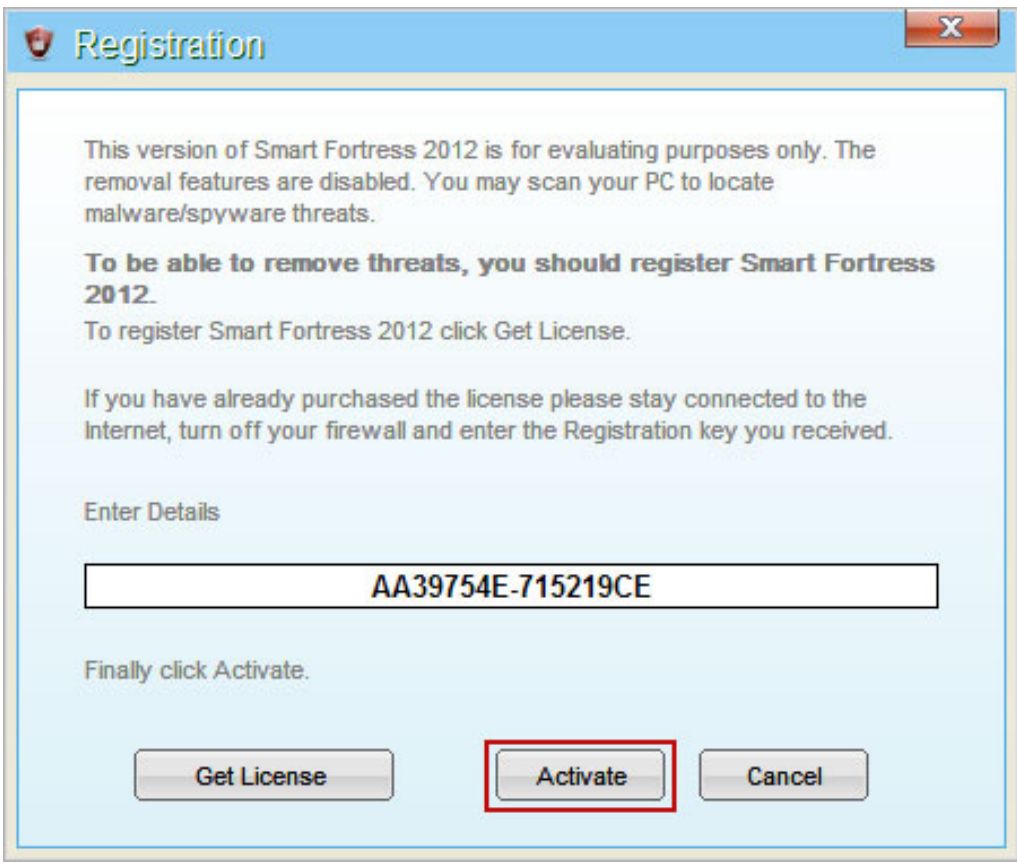 Registration
This version of Smart Fortress 2012 is for evaluating purposes only. The
removal features are disabled. You may scan your PC to locate
malware/spyware threats.
To be able to remove threats, you should register Smart Fortress
2012.
To register Smart Fortress 2012 click Get License.
If you have already purchased the license please stay connected to the
Internet, turn off your firewall and enter the Registration key you received.
Enter Details
AA39754E-715219CE
Finally click Activate.
Get License
Activate
Cancel